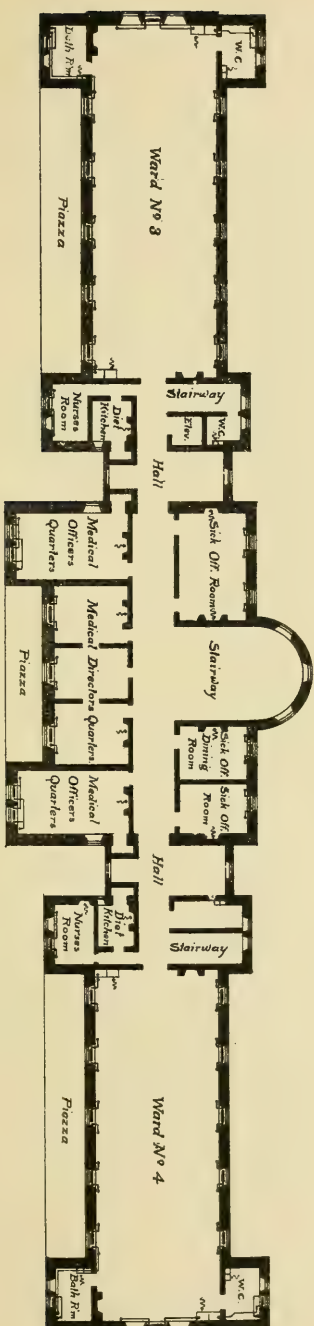 Bath R'm
W.C.
Ward Nº 3
Piazza
Nurses
Room
Diet
Kitchen
Stairway
Elev.
W.C.
Hall
Medical
Officers
Quarters
Sick Off. Room
Medical Directors Quarters
Piazza
Stairway
Sick Off.
Dining
Room
Sick Off.
Room
Medical
Officers
Quarters
Hall
Nurses
Room
Diet
Kitchen
Stairway
Ward Nº 4
Piazza
Bath R'm
W.C.